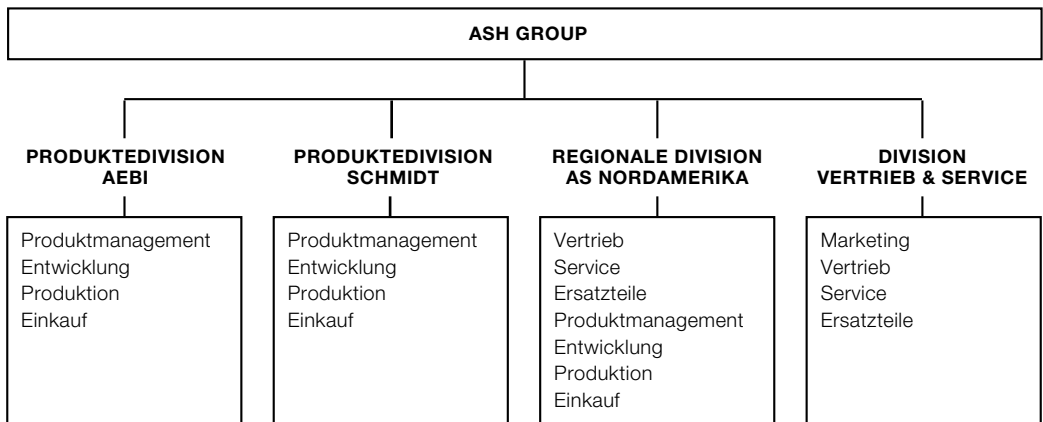 ASH GROUP
PRODUKTEDIVISION
AEBI
Produktmanagement
Entwicklung
Produktion
Einkauf
PRODUKTEDIVISION
SCHMIDT
Produktmanagement
Entwicklung
Produktion
Einkauf
REGIONALE DIVISION
AS NORDAMERIKA
Vertrieb
Service
Ersatzteile
Produktmanagement
Entwicklung
Produktion
Einkauf
DIVISION
VERTRIEB & SERVICE
Marketing
Vertrieb
Service
Ersatzteile